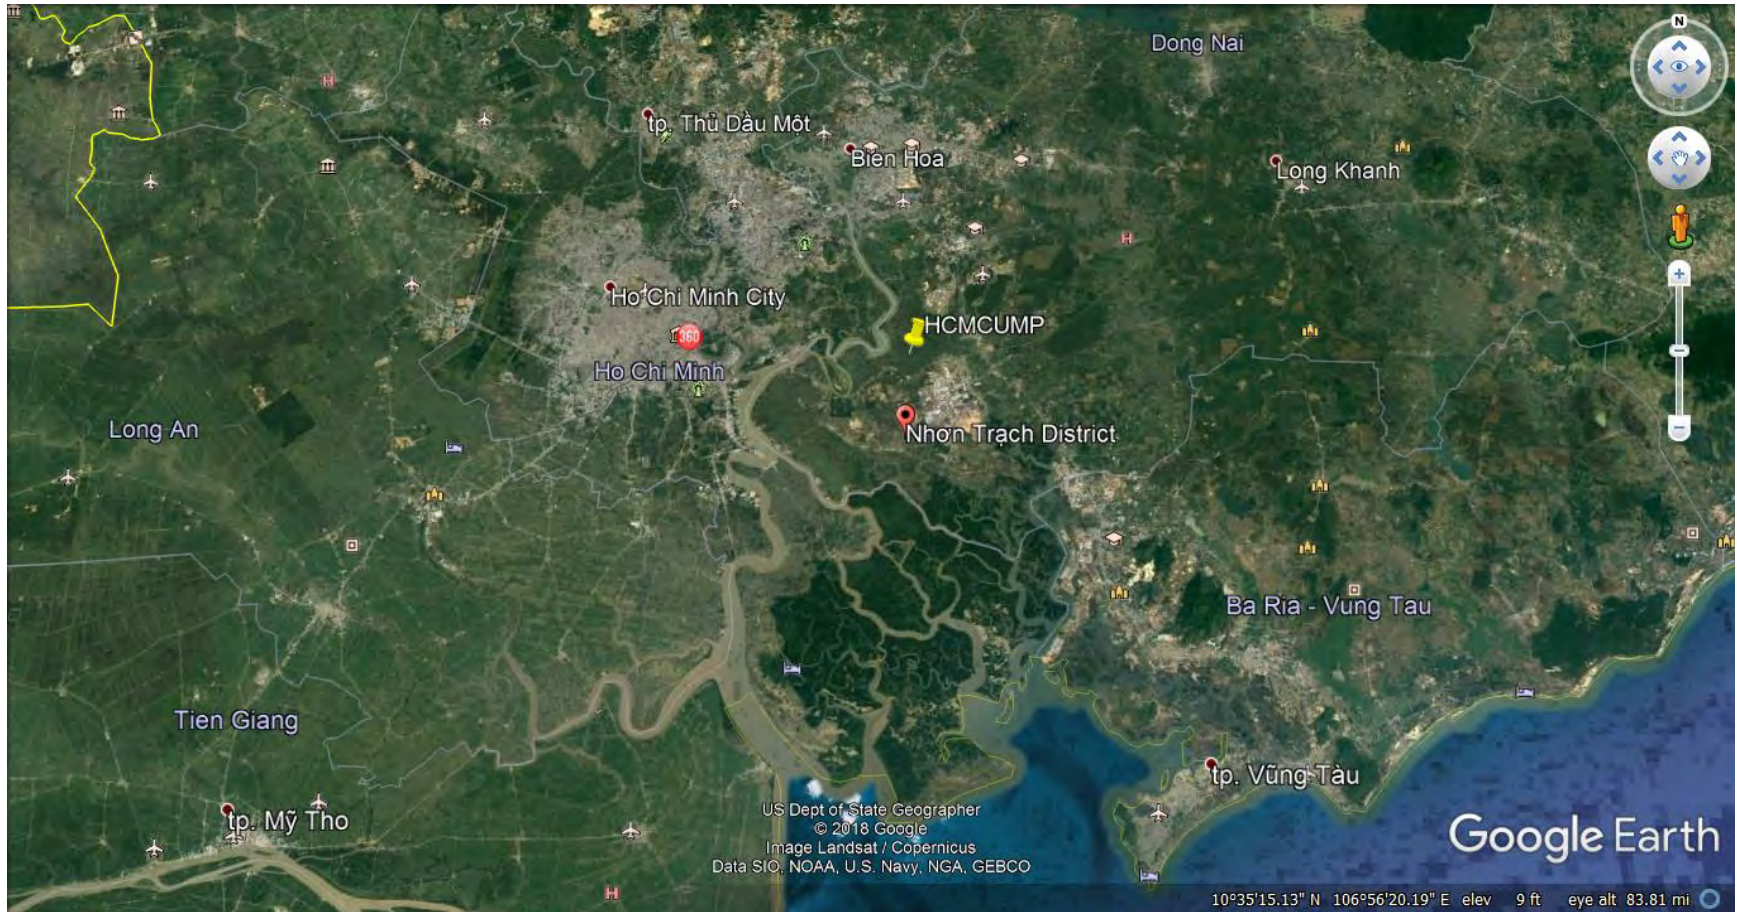 N
Dong Nai
tp. Thủ Dầu Một
Bien Hoa
Long Khanh
Ho Chi Minh City
HCMCUMP
360
Ho Chi Minh
Long An
Nhơn Trạch District
Ba Ria - Vung Tau
Tien Giang
tp. Vũng Tàu
tp. Mỹ Tho
US Dept of State Geographer
© 2018 Google
Image Landsat / Copernicus
Data SIO, NOAA, U.S. Navy, NGA, GEBCO
Google Earth
10°35'15.13" N 106°56'20.19" E elev 9 ft eye alt 83.81 mi